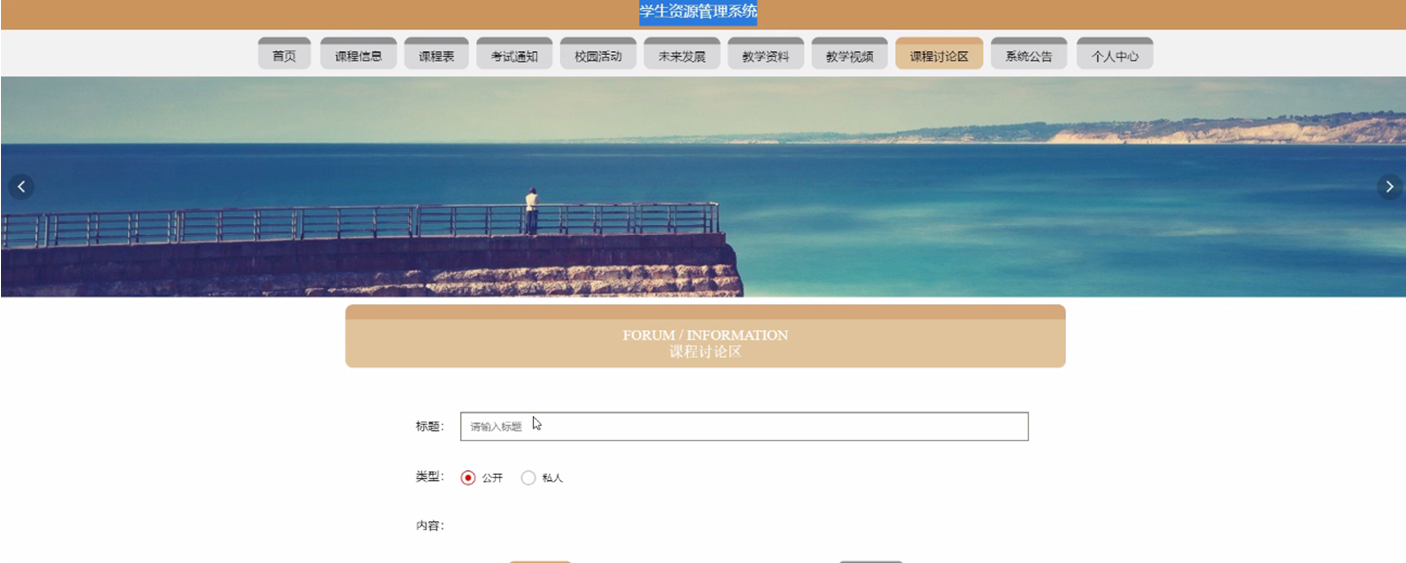 学生资源管理系统
首页 课程信息 课程表 考试通知 校园活动 未来发展 教学资料 教学视频 课程讨论区 系统公告 个人中心
FORUM / INFORMATION
课程讨论区
标题： 请输入标题
类型： 公开 私人
内容：